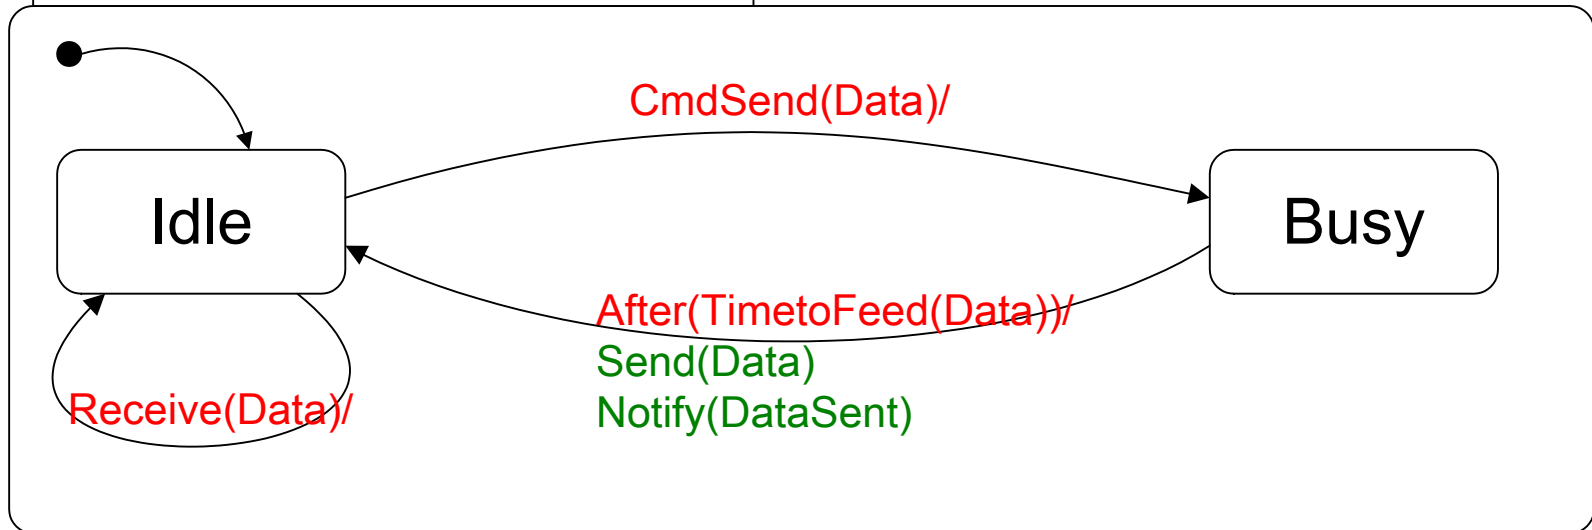 CmdSend(Data)/
Idle
Busy
After(TimetoFeed(Data))/
Send(Data)
Notify(DataSent)
Receive(Data)/